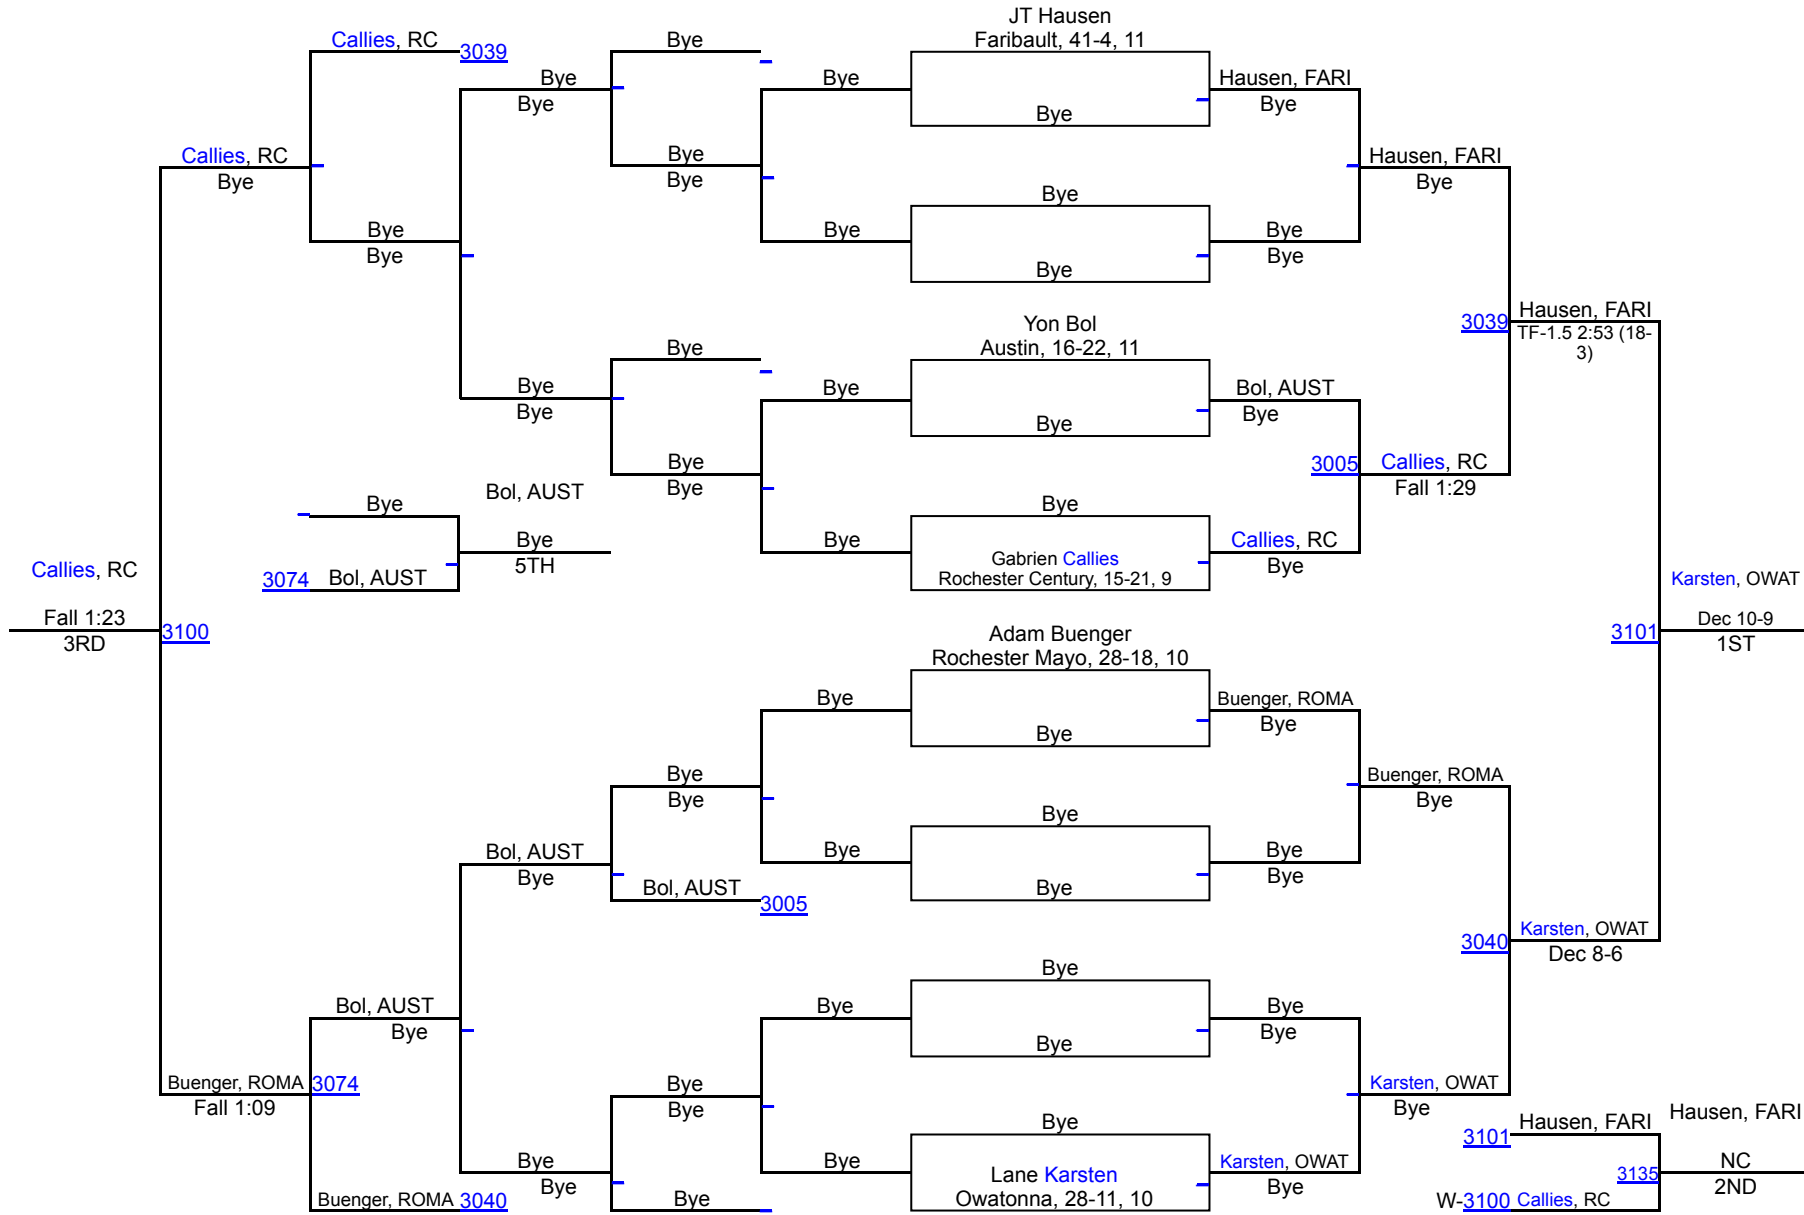 JT Hausen
Callies, RC
3039
Bye
Faribault, 41-4, 11
Bye
Bye
Hausen, FARI
Bye
Bye
Bye
Callies, RC
Bye
Hausen, FARI
Bye
Bye
Bye
Bye
Bye
Bye
Bye
Bye
Bye
Bye
Bye
Hausen, FARI
3039
TF-1.5 2:53 (18-
3)
Yon Bol
Bye
Austin, 16-22, 11
Bye
Bye
Bol, AUST
Bye
Bye
Bye
Bye
3005
Callies, RC
Bye
Fall 1:29
Bol, AUST
Bye
Bye
Bye
Bye
Callies, RC
5TH
Gabrien Callies
Bye
Callies, RC
3074
Bol, AUST
Rochester Century, 15-21, 9
Karsten, OWAT
Fall 1:23
3100
3RD
Adam Buenger
3101
Dec 10-9
1ST
Rochester Mayo, 28-18, 10
Bye
Buenger, ROMA
Bye
Bye
Bye
Bye
Buenger, ROMA
Bye
Bye
Bol, AUST
Bye
Bye
Bye
Bol, AUST
Bye
Bye
3005
Karsten, OWAT
3040
Dec 8-6
Bye
Bol, AUST
Bye
Bye
Bye
Bye
Bye
Buenger, ROMA
3074
Fall 1:09
Bye
Bye
Karsten, OWAT
Bye
Hausen, FARI
Bye
Hausen, FARI
3101
Bye
Bye
Bye
Lane Karsten
Karsten, OWAT
Bye
NC
3135
2ND
Buenger, ROMA
3040
Bye
Owatonna, 28-11, 10
W-3100
Callies, RC